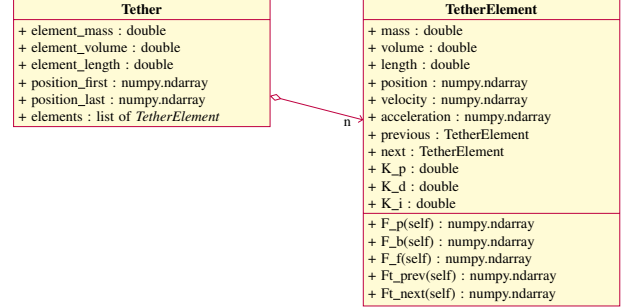 Tether
+ element_mass : double
+ element_volume : double
+ element_length : double
+ position_first : numpy.ndarray
+ position_last : numpy.ndarray
+ elements : list of TetherElement
n
TetherElement
+ mass : double
+ volume : double
+ length : double
+ position : numpy.ndarray
+ velocity : numpy.ndarray
+ acceleration : numpy.ndarray
+ previous : TetherElement
+ next : TetherElement
+ K_p : double
+ K_d : double
+ K_i : double
+ F_p(self) : numpy.ndarray
+ F_b(self) : numpy.ndarray
+ F_f(self) : numpy.ndarray
+ Ft_prev(self) : numpy.ndarray
+ Ft_next(self) : numpy.ndarray